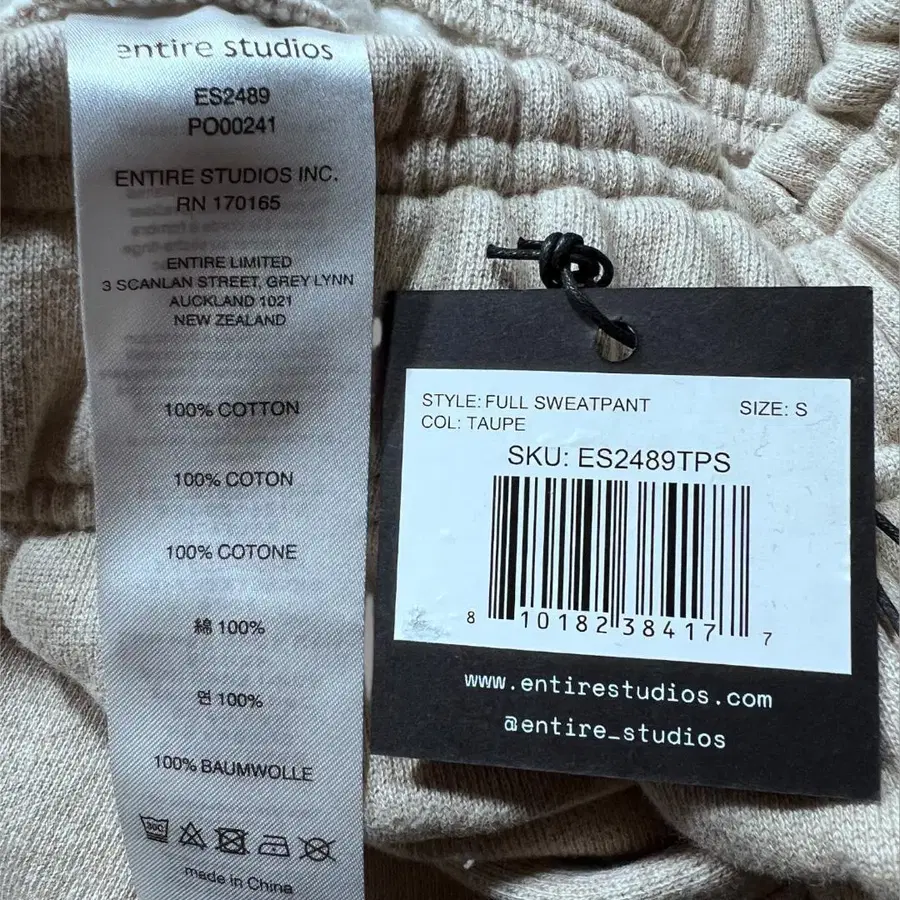 entire studios
ES2489
PO00241
ENTIRE STUDIOS INC.
RN 170165
ENTIRE LIMITED
3 SCANLAN STREET, GREY LYNN
AUCKLAND 1021
NEW ZEALAND
100% COTTON
100% COTON
100% COTONE
綿 100%
면 100%
100% BAUMWOLLE
30C
made in China
STYLE: FULL SWEATPANT
SIZE: S
COL: TAUPE
SKU: ES2489TPS
8 10182 38417 7
www.entirestudios.com
@entire_studios